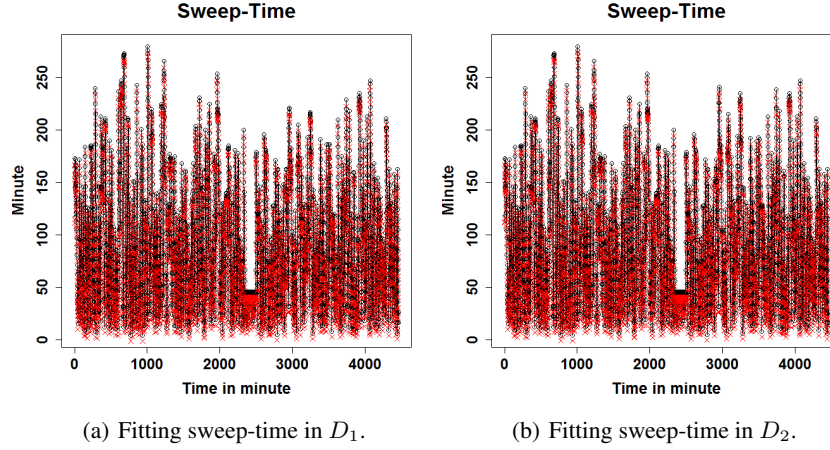 Sweep-Time
Minute
250
200
150
100
50
0
0 1000 2000 3000 4000
Time in minute
(a) Fitting sweep-time in D1.
Sweep-Time
Minute
250
200
150
100
50
0
0 1000 2000 3000 4000
Time in minute
(b) Fitting sweep-time in D2.